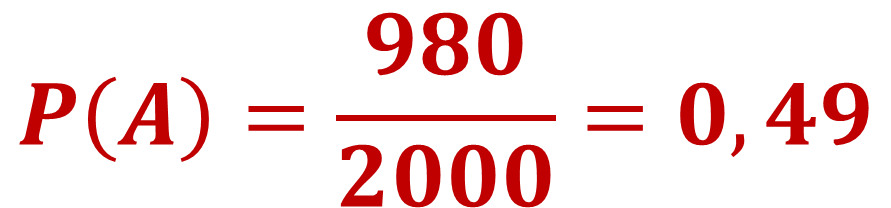 P(A) = 980/2000 = 0,49